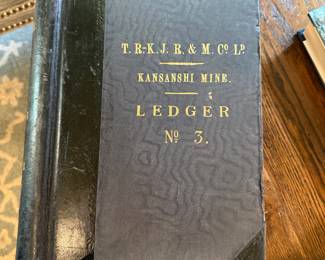 T. R-K. J. R. & M. Co Ld
KANSANSHI MINE.
LEDGER
No 3.